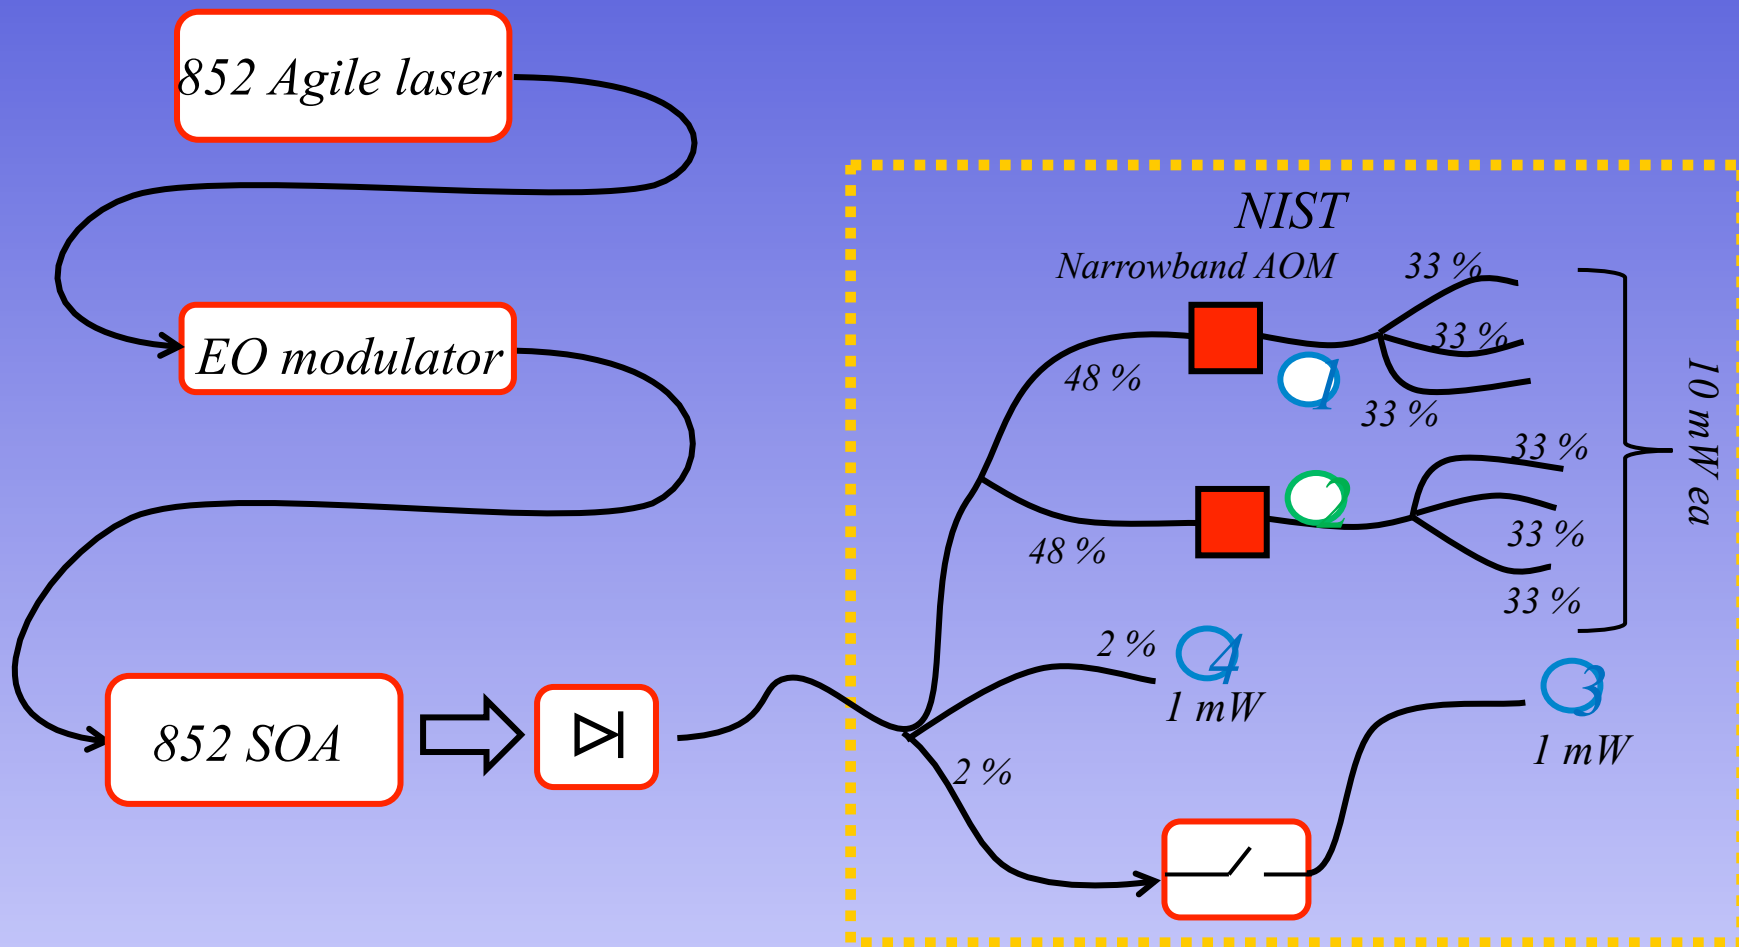 852 Agile laser
NIST
Narrowband AOM
33 %
33 %
48 %
1
33 %
EO modulator
10 mW ea
33 %
2
33 %
48 %
33 %
2 %
4
1 mW
3
1 mW
852 SOA
2 %